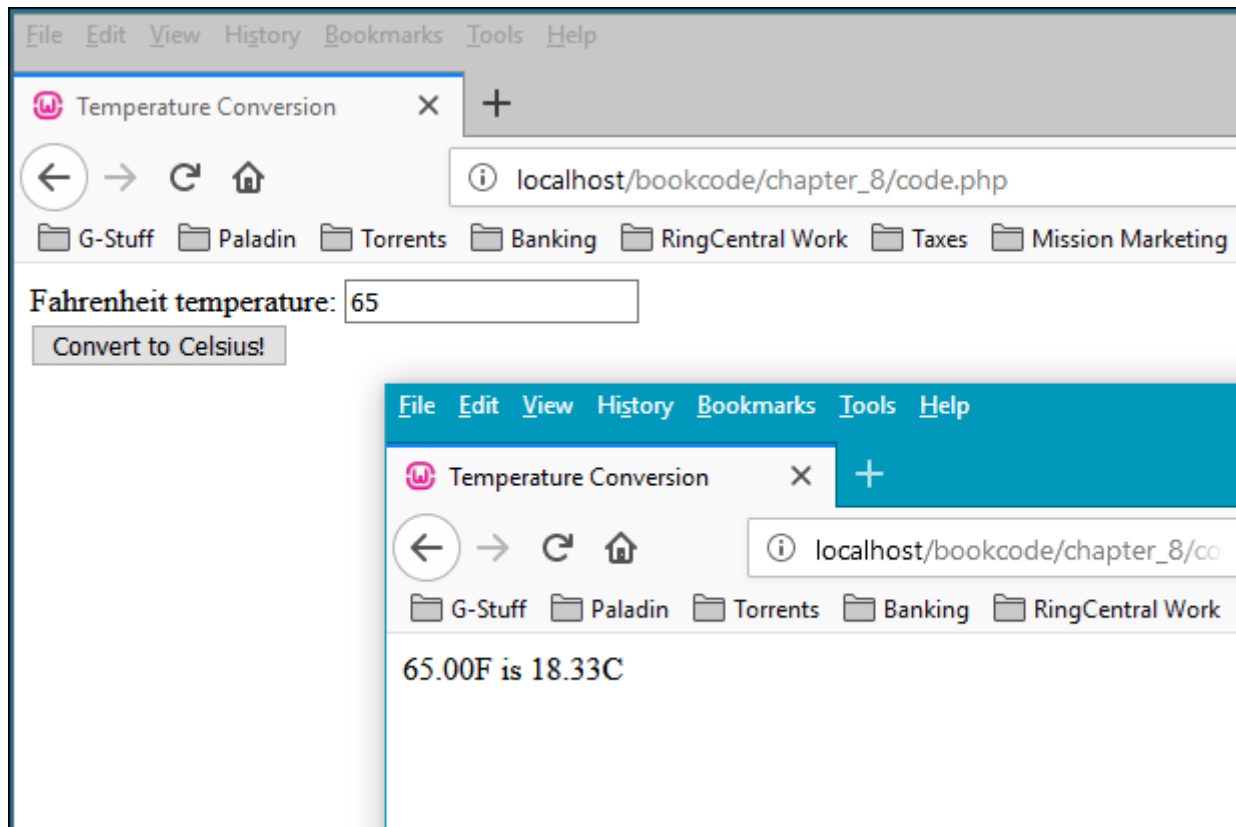 File Edit View History Bookmarks Tools Help
Temperature Conversion
localhost/bookcode/chapter_8/code.php
G-Stuff Paladin Torrents Banking RingCentral Work Taxes Mission Marketing
Fahrenheit temperature: 65
Convert to Celsius!
File Edit View History Bookmarks Tools Help
Temperature Conversion
localhost/bookcode/chapter_8/co
G-Stuff Paladin Torrents Banking RingCentral Work
65.00F is 18.33C